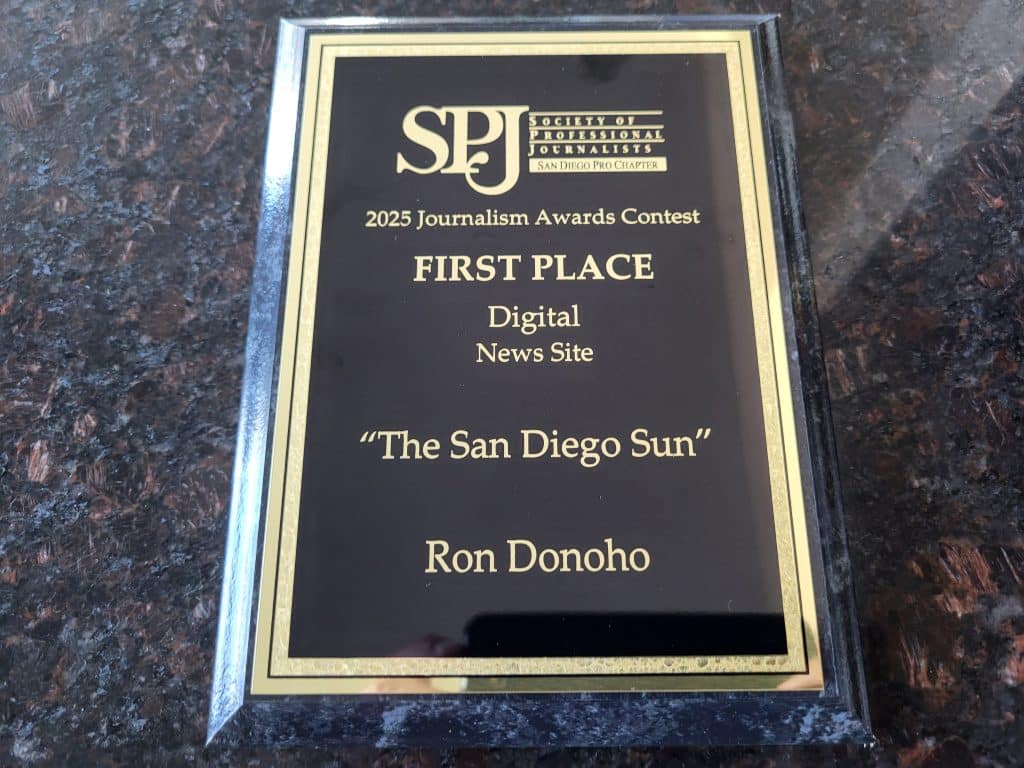 SPJ
SOCIETY OF
PROFESSIONAL
JOURNALISTS
SAN DIEGO PRO CHAPTER
2025 Journalism Awards Contest
FIRST PLACE
Digital
News Site
“The San Diego Sun”
Ron Donoho